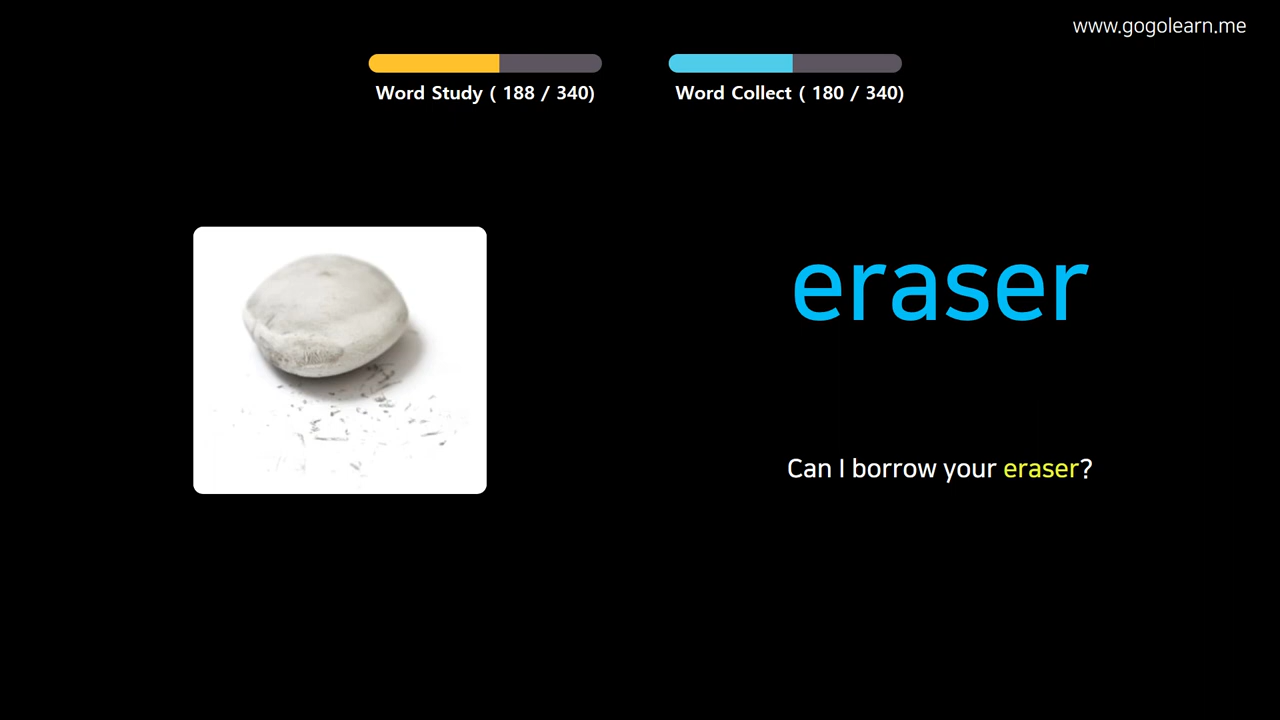 www.gogolearn.me
Word Study ( 188 / 340)
Word Collect ( 180 / 340)
eraser
Can I borrow your eraser?